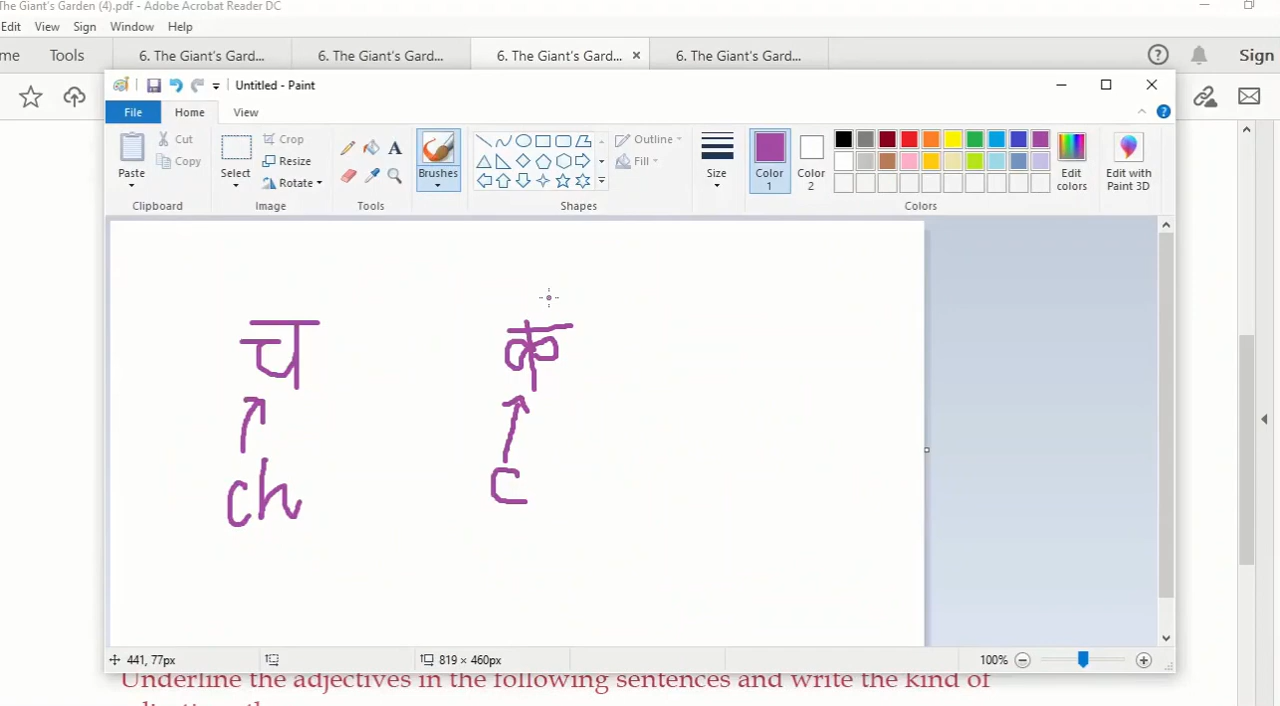 The Giant's Garden (4).pdf - Adobe Acrobat Reader DC
Edit View Sign Window Help
Tools 6. The Giant's Gard... 6. The Giant's Gard... 6. The Giant's Gard... × 6. The Giant's Gard... Sign
Untitled - Paint
File Home View
Paste Cut Copy Select Crop Resize Rotate A Brushes Outline Fill Size Color 1 Color 2 Edit colors Edit with Paint 3D
Clipboard Image Tools Shapes Colors
च क
ch c
441, 77px 819 × 460px 100%
Underline the adjectives in the following sentences and write the kind of